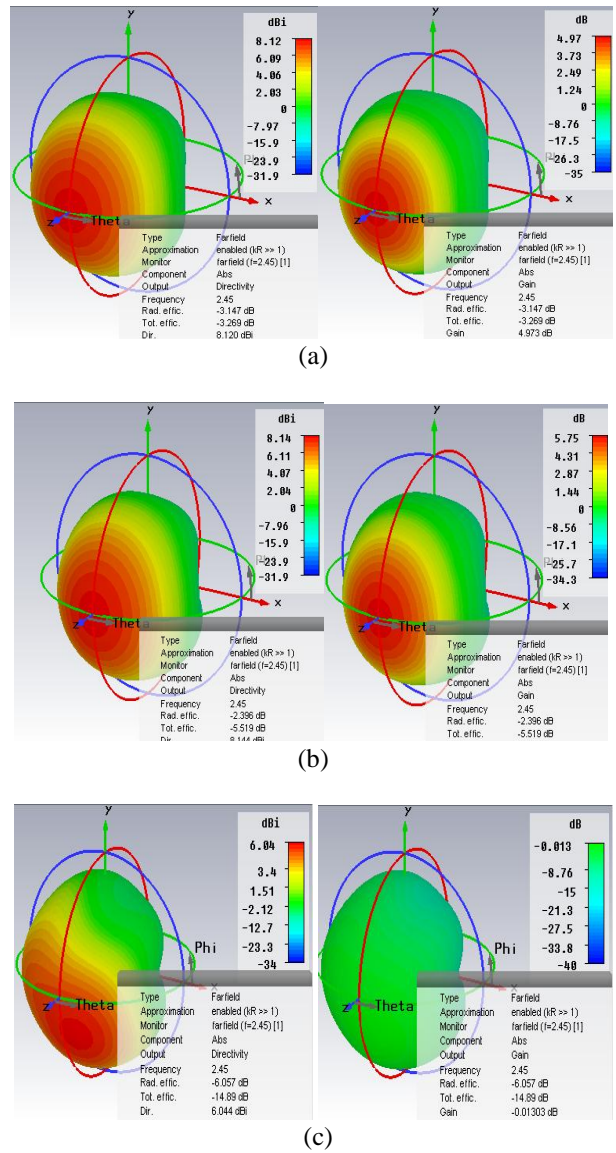 dBi
8.12
6.09
4.06
2.03
0
-7.97
-15.9
-23.9
-31.9
y
x
z
Theta
Type Farfield
Approximation enabled (kR >> 1)
Monitor farfield (f=2.45) [1]
Component Abs
Output Directivity
Frequency 2.45
Rad. effic. -3.147 dB
Tot. effic. -3.269 dB
Dir. 8.120 dBi
dB
4.97
3.73
2.49
1.24
0
-8.76
-17.5
-26.3
-35
y
x
z
Theta
Type Farfield
Approximation enabled (kR >> 1)
Monitor farfield (f=2.45) [1]
Component Abs
Output Gain
Frequency 2.45
Rad. effic. -3.147 dB
Tot. effic. -3.269 dB
Gain 4.973 dB
(a)
dBi
8.14
6.11
4.07
2.04
0
-7.96
-15.9
-23.9
-31.9
y
x
z
Theta
Type Farfield
Approximation enabled (kR >> 1)
Monitor farfield (f=2.45) [1]
Component Abs
Output Directivity
Frequency 2.45
Rad. effic. -2.396 dB
Tot. effic. -5.519 dB
Dir. 8.144 dBi
dB
5.75
4.31
2.87
1.44
0
-8.56
-17.1
-25.7
-34.3
y
x
z
Theta
Type Farfield
Approximation enabled (kR >> 1)
Monitor farfield (f=2.45) [1]
Component Abs
Output Gain
Frequency 2.45
Rad. effic. -2.396 dB
Tot. effic. -5.519 dB
(b)
dBi
6.04
3.4
1.51
-2.12
-12.7
-23.3
-34
y
Phi
x
z
Theta
Type Farfield
Approximation enabled (kR >> 1)
Monitor farfield (f=2.45) [1]
Component Abs
Output Directivity
Frequency 2.45
Rad. effic. -6.057 dB
Tot. effic. -14.89 dB
Dir. 6.044 dBi
dB
-0.013
-8.76
-15
-21.3
-27.5
-33.8
-40
y
Phi
x
z
Theta
Type Farfield
Approximation enabled (kR >> 1)
Monitor farfield (f=2.45) [1]
Component Abs
Output Gain
Frequency 2.45
Rad. effic. -6.057 dB
Tot. effic. -14.89 dB
Gain -0.01303 dB
(c)